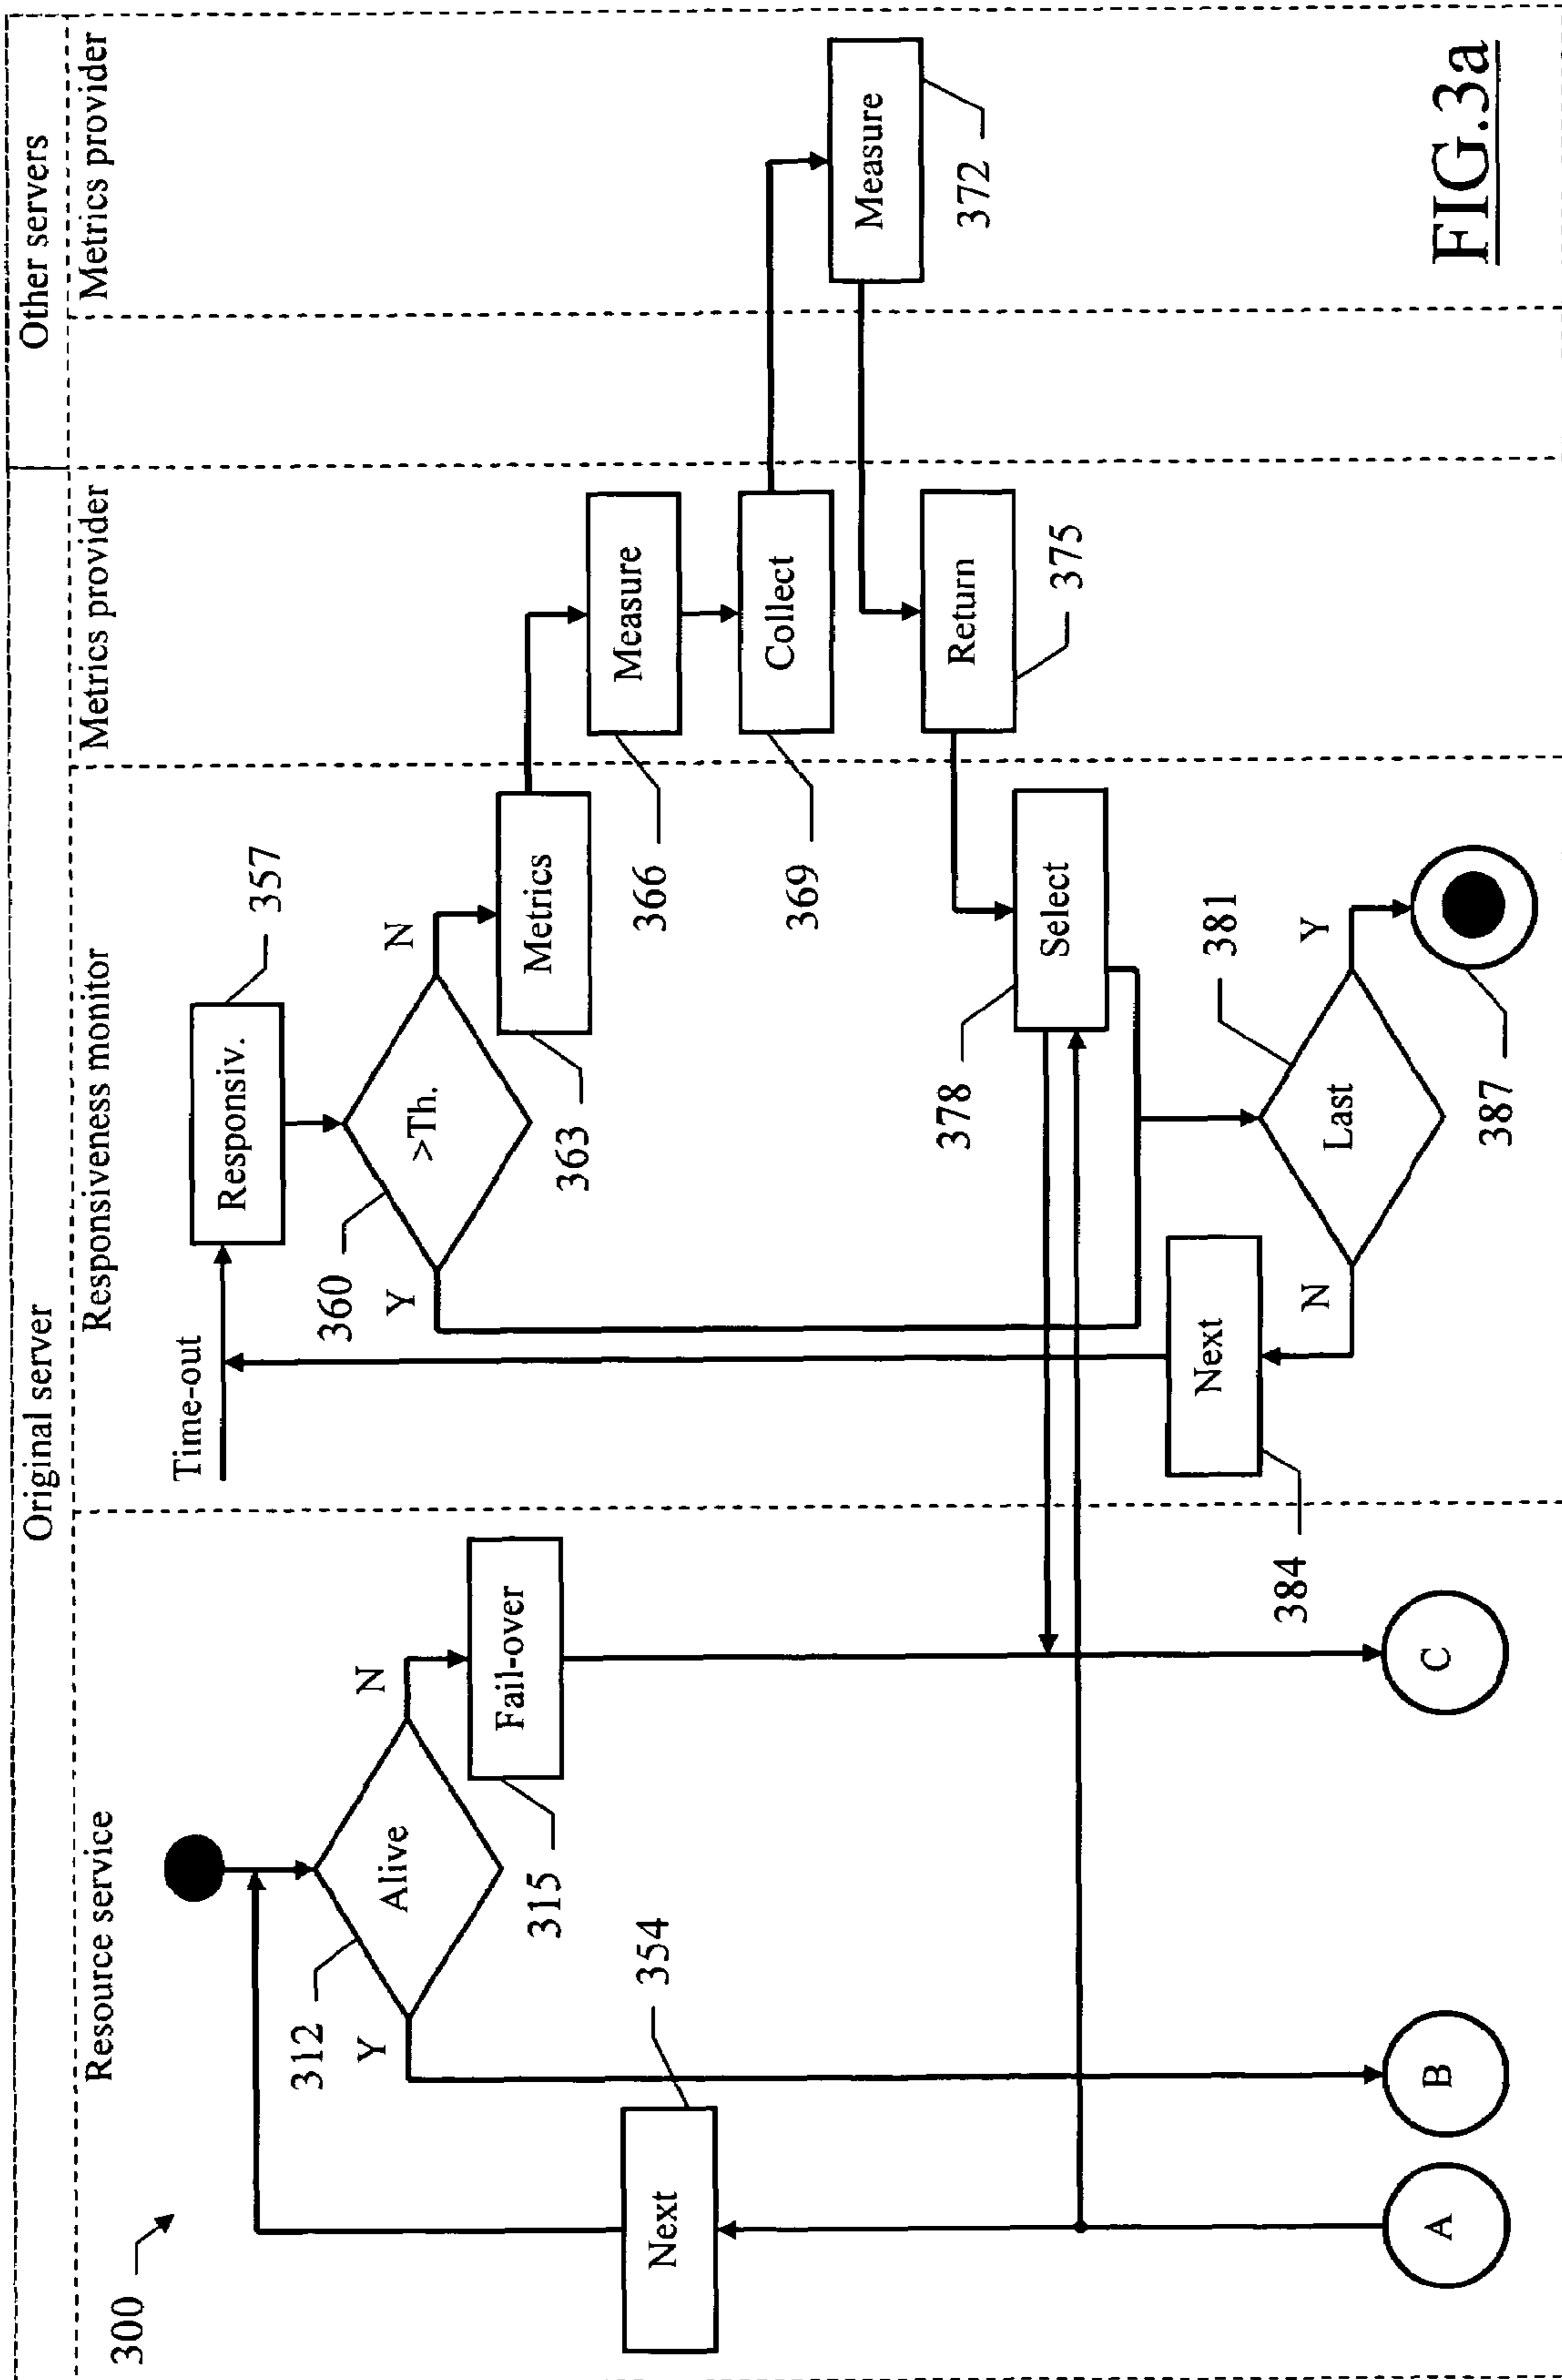 Original server
Other servers
Resource service
Responsiveness monitor
Metrics provider
Metrics provider
300
Time-out
Responsiv.
357
Alive
312
Y
N
>Th.
360
Y
N
Fail-over
315
Metrics
363
Measure
366
Next
354
Collect
369
Measure
372
Return
375
Select
378
Next
384
Last
381
N
Y
387
A
B
C
FIG.3a